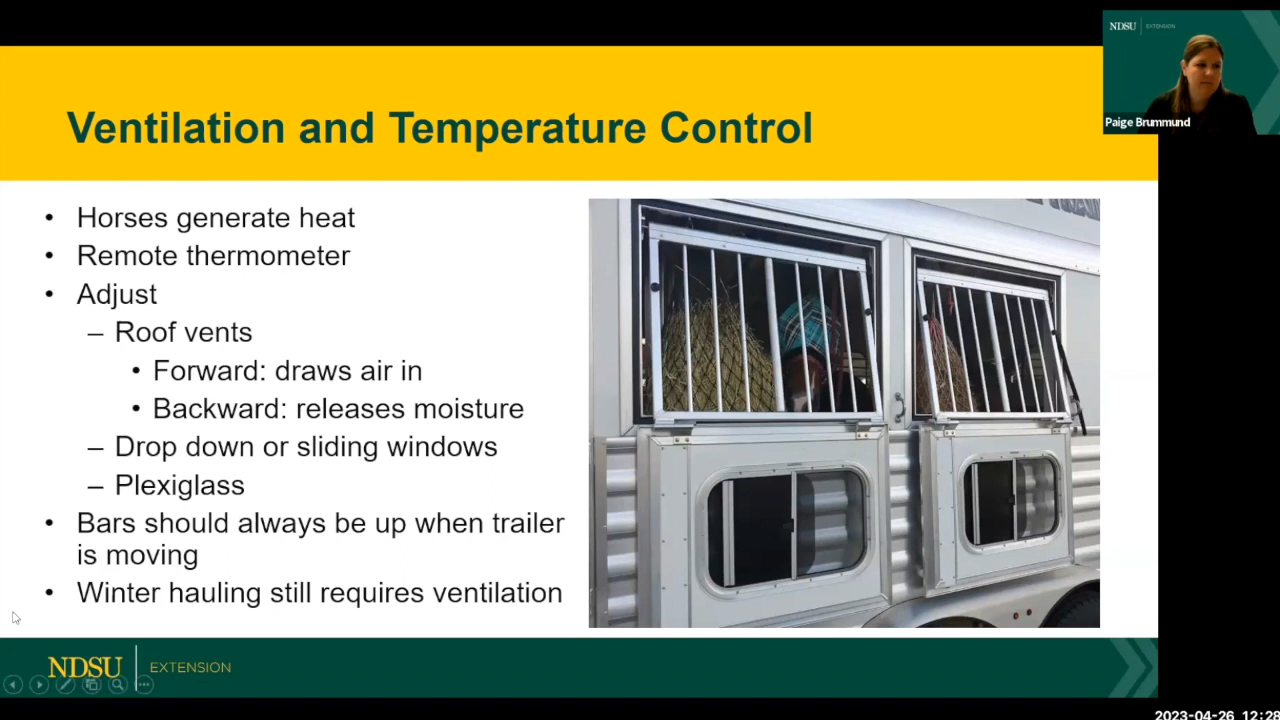 NDSU EXTENSION
Paige Brummund
Ventilation and Temperature Control
• Horses generate heat
• Remote thermometer
• Adjust
– Roof vents
• Forward: draws air in
• Backward: releases moisture
– Drop down or sliding windows
– Plexiglass
• Bars should always be up when trailer
is moving
• Winter hauling still requires ventilation
NDSU EXTENSION
2023-04-26 12:28